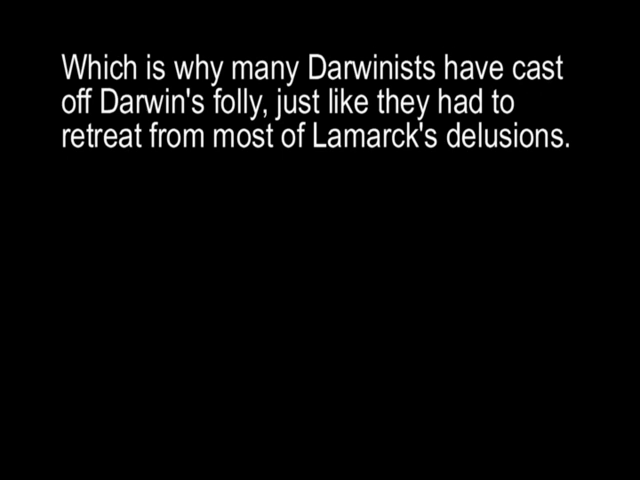 Which is why many Darwinists have cast
off Darwin's folly, just like they had to
retreat from most of Lamarck's delusions.